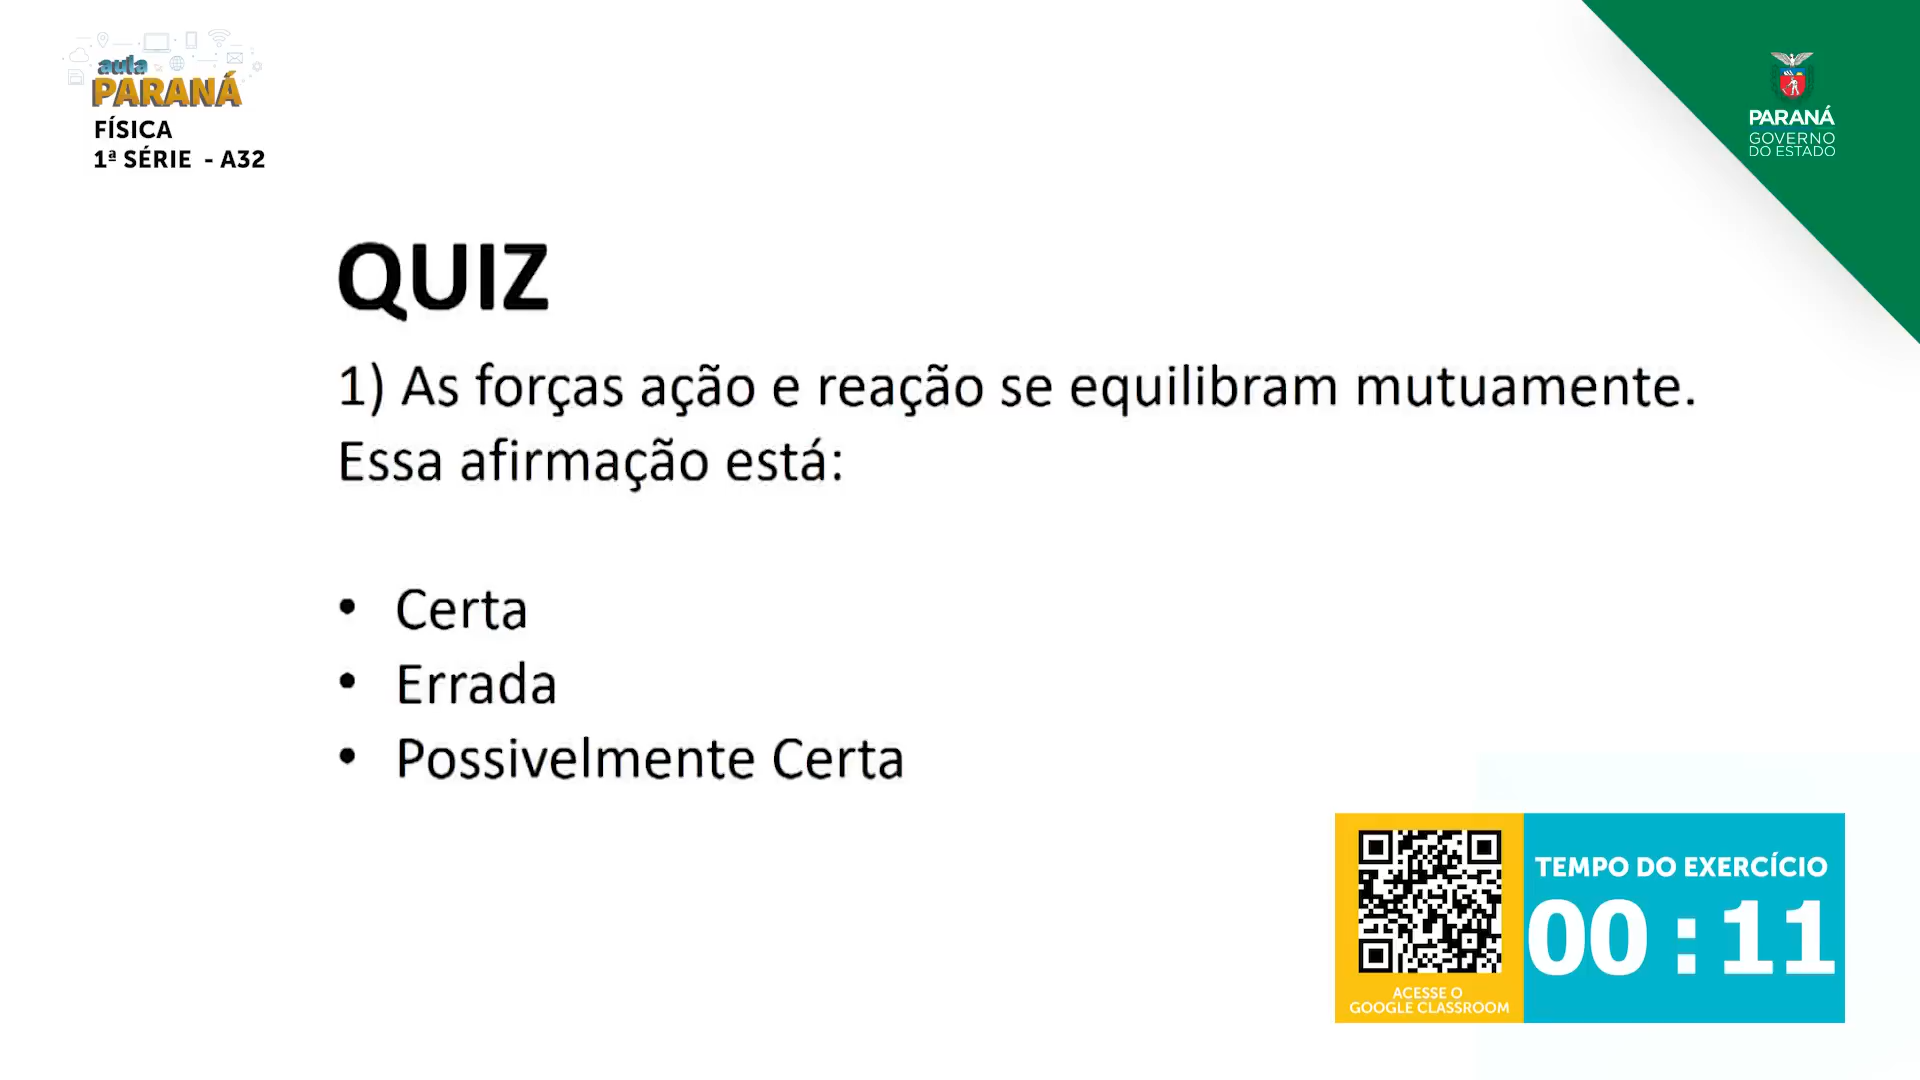 aula
PARANÁ
FÍSICA
1ª SÉRIE - A32
PARANÁ
GOVERNO
DO ESTADO
QUIZ
1) As forças ação e reação se equilibram mutuamente.
Essa afirmação está:
• Certa
• Errada
• Possivelmente Certa
TEMPO DO EXERCÍCIO
00 : 11
ACESSE O
GOOGLE CLASSROOM